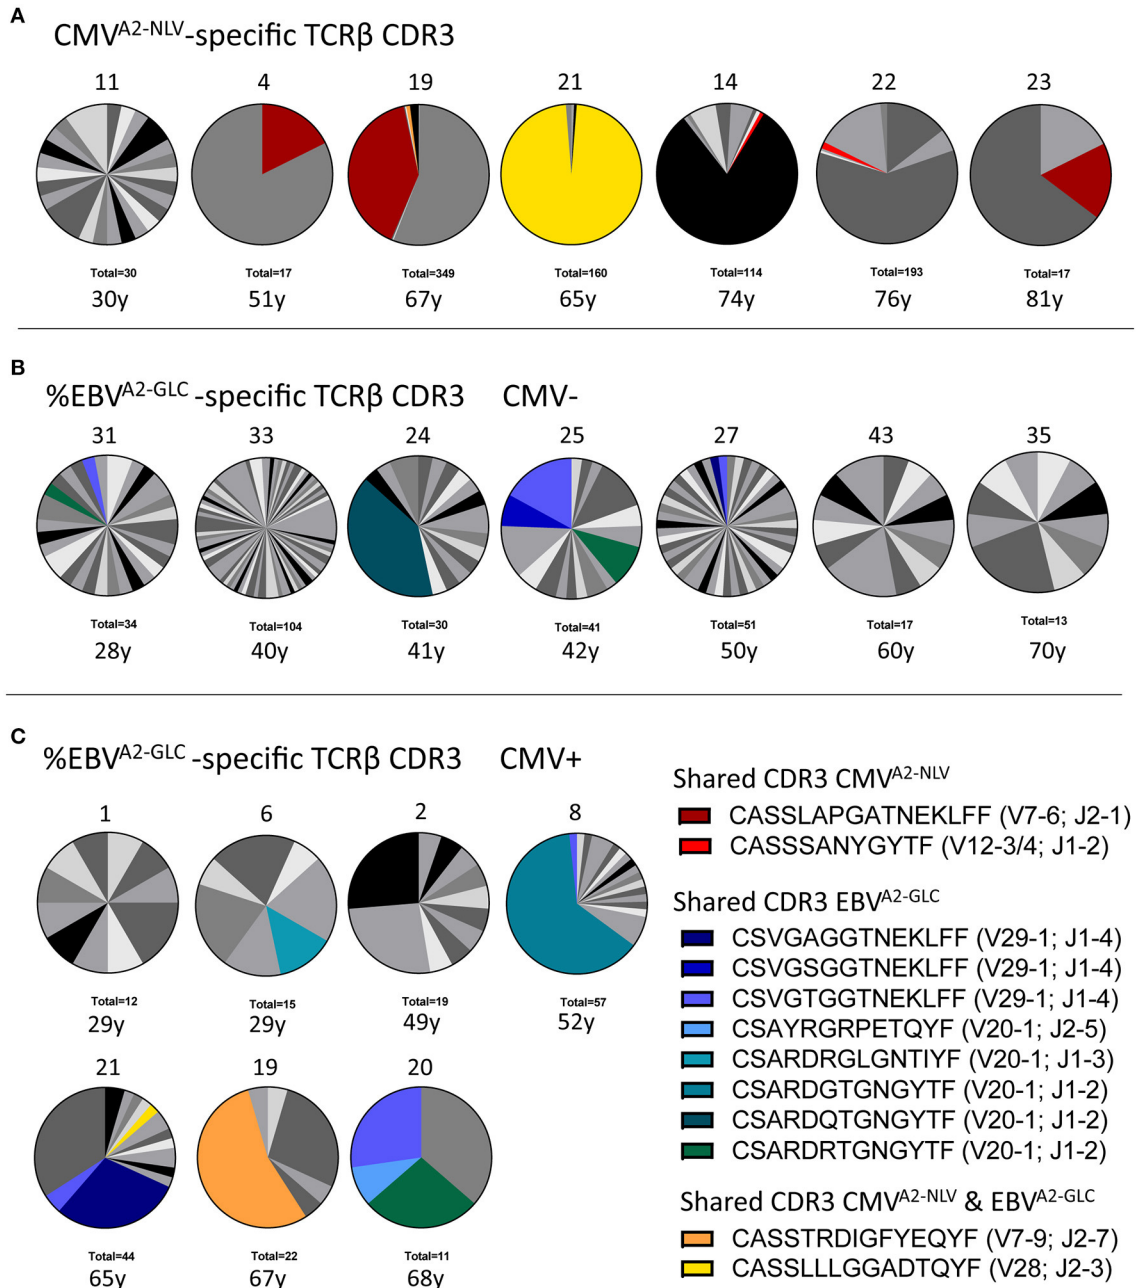 A
CMVA2-NLV-specific TCRβ CDR3
11 4 19 21 14 22 23
Total=30 Total=17 Total=349 Total=160 Total=114 Total=193 Total=17
30y 51y 67y 65y 74y 76y 81y
B
%EBVA2-GLC -specific TCRβ CDR3 CMV-
31 33 24 25 27 43 35
Total=34 Total=104 Total=30 Total=41 Total=51 Total=17 Total=13
28y 40y 41y 42y 50y 60y 70y
C
%EBVA2-GLC -specific TCRβ CDR3 CMV+
1 6 2 8
Total=12 Total=15 Total=19 Total=57
29y 29y 49y 52y
21 19 20
Total=44 Total=22 Total=11
65y 67y 68y
Shared CDR3 CMVA2-NLV
CASSLAPGATNEKLFF (V7-6; J2-1)
CASSSANYGYTF (V12-3/4; J1-2)
Shared CDR3 EBVA2-GLC
CSVGAGGTNEKLFF (V29-1; J1-4)
CSVGSGGTNEKLFF (V29-1; J1-4)
CSVGTGGTNEKLFF (V29-1; J1-4)
CSAYRGRPETQYF (V20-1; J2-5)
CSARDRGLGNTIYF (V20-1; J1-3)
CSARDGTGNGYTF (V20-1; J1-2)
CSARDQTGNGYTF (V20-1; J1-2)
CSARDRTGNGYTF (V20-1; J1-2)
Shared CDR3 CMVA2-NLV & EBVA2-GLC
CASSTRDIGFYEQYF (V7-9; J2-7)
CASSLLLGGADTQYF (V28; J2-3)